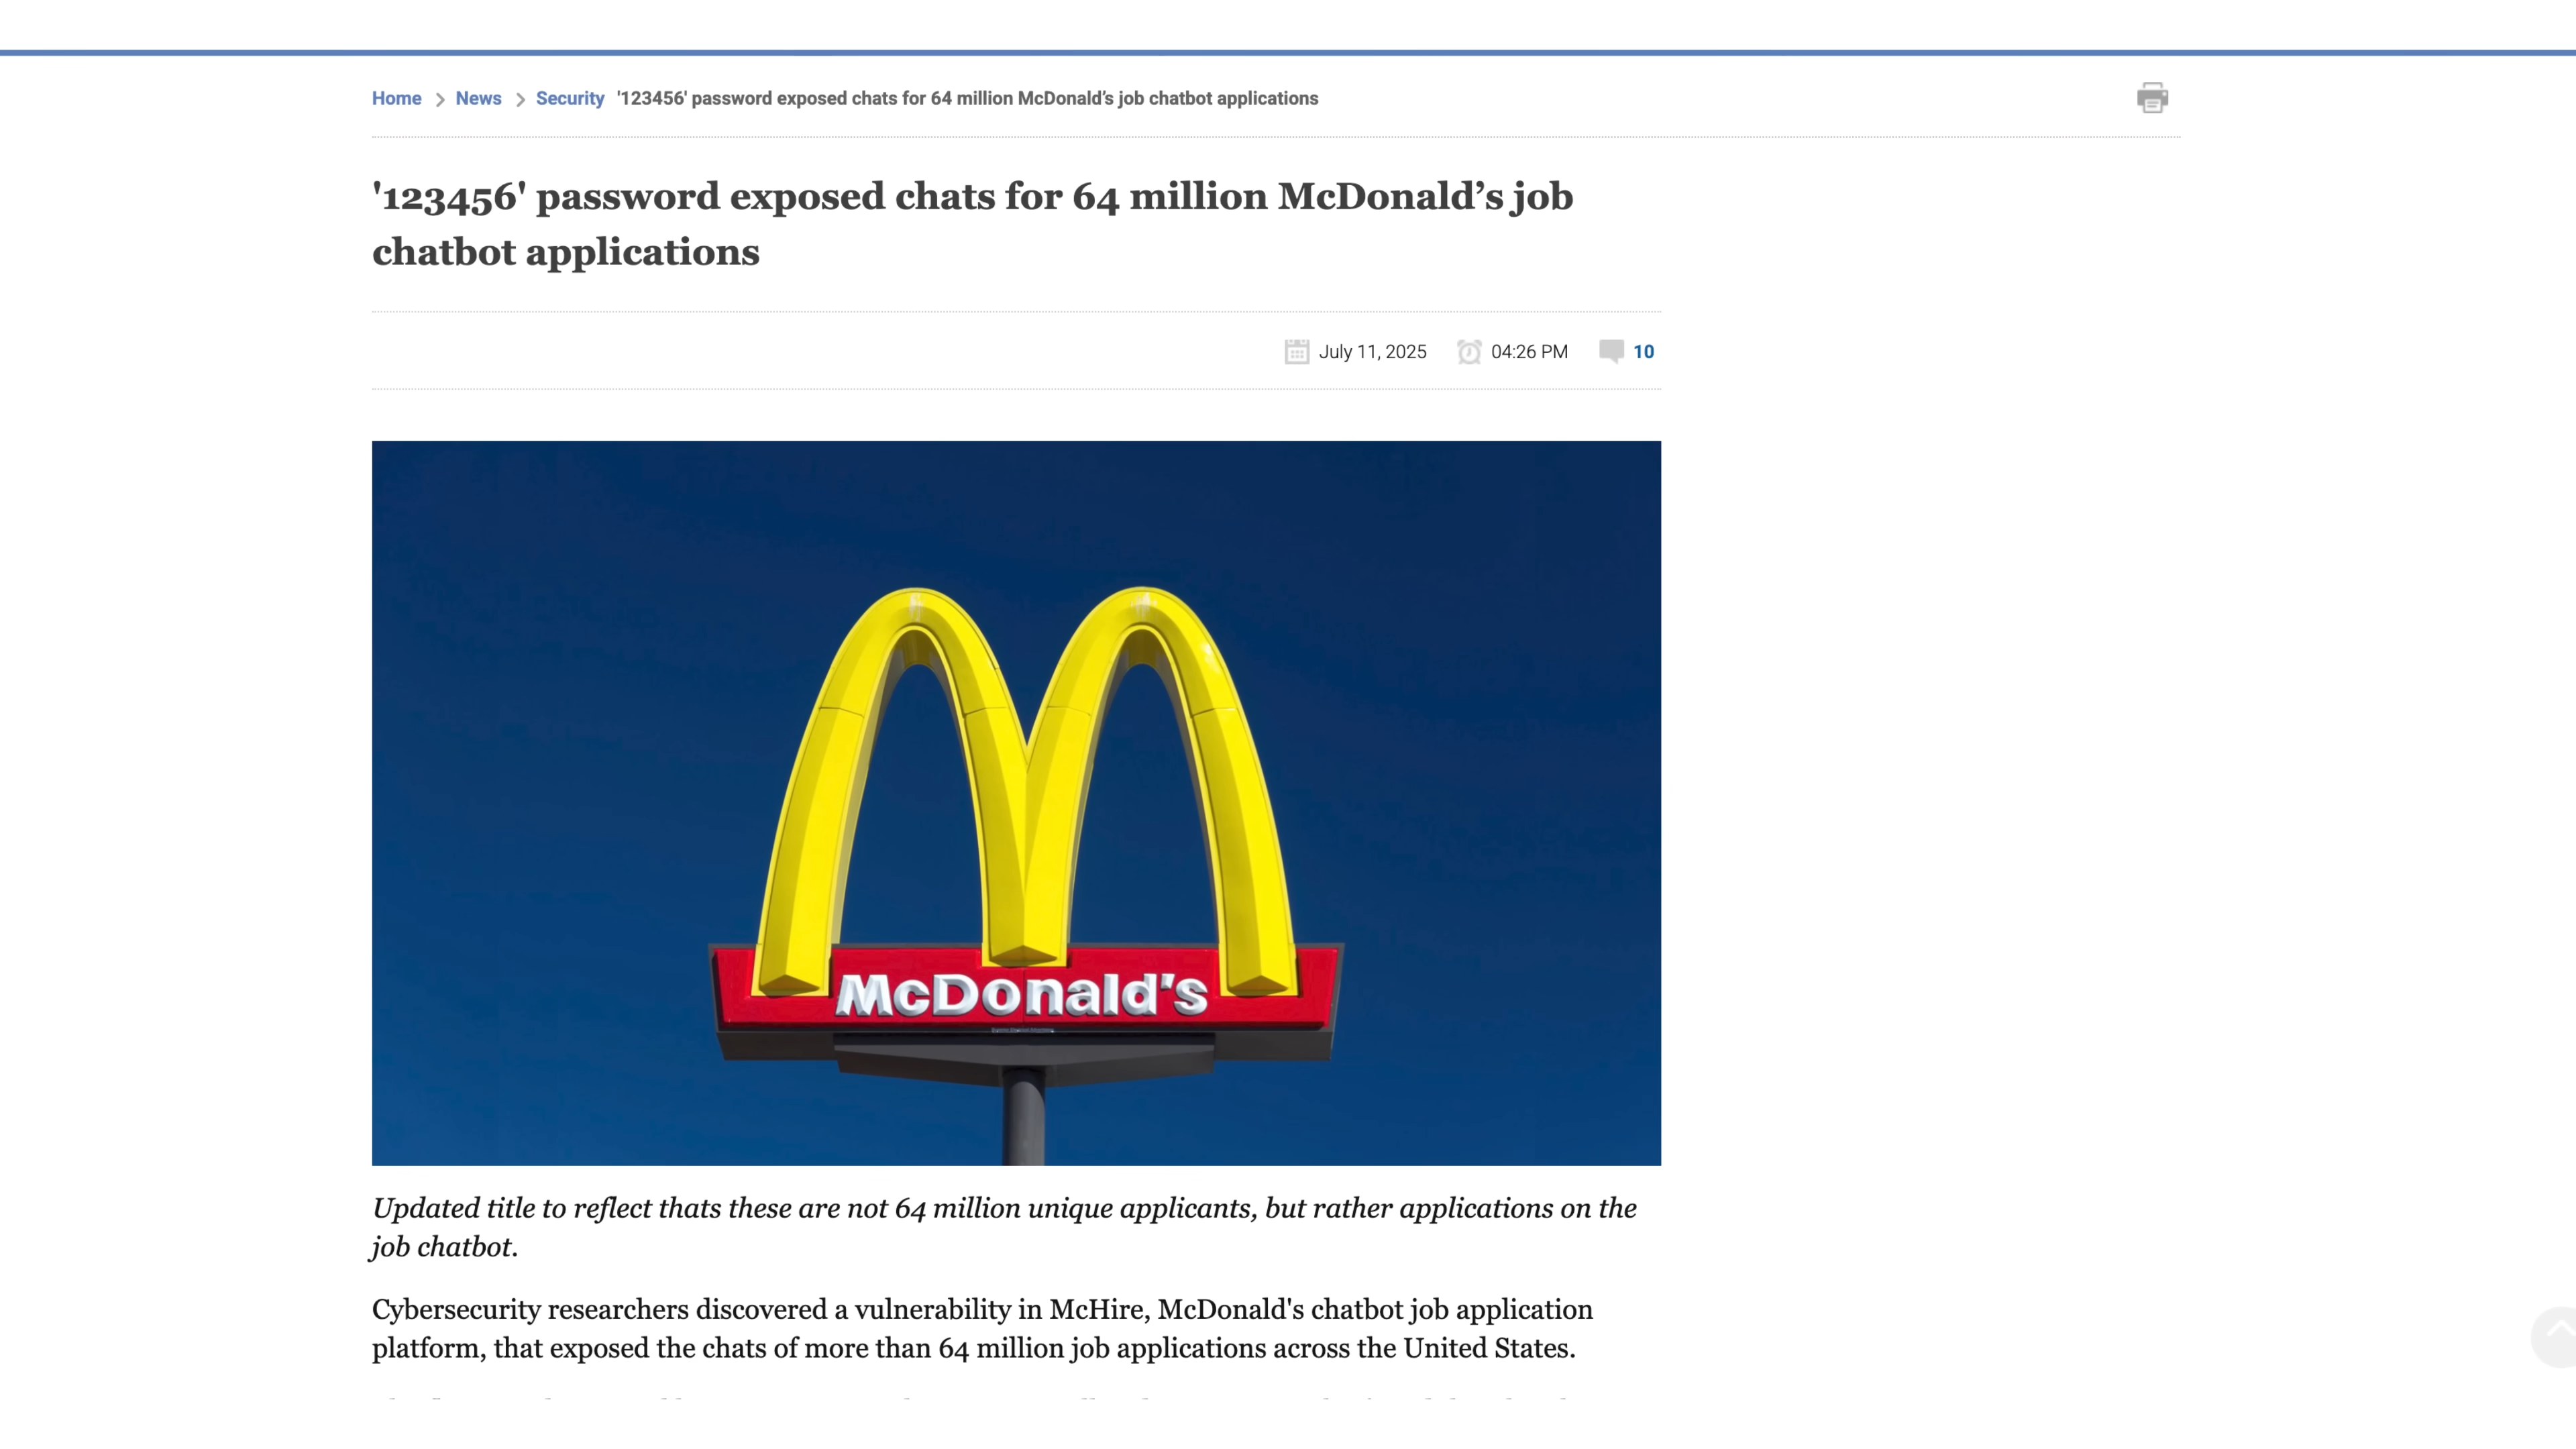 Home > News > Security '123456' password exposed chats for 64 million McDonald’s job chatbot applications
'123456' password exposed chats for 64 million McDonald’s job
chatbot applications
July 11, 2025 04:26 PM 10
McDonald's
Updated title to reflect thats these are not 64 million unique applicants, but rather applications on the
job chatbot.
Cybersecurity researchers discovered a vulnerability in McHire, McDonald's chatbot job application
platform, that exposed the chats of more than 64 million job applications across the United States.